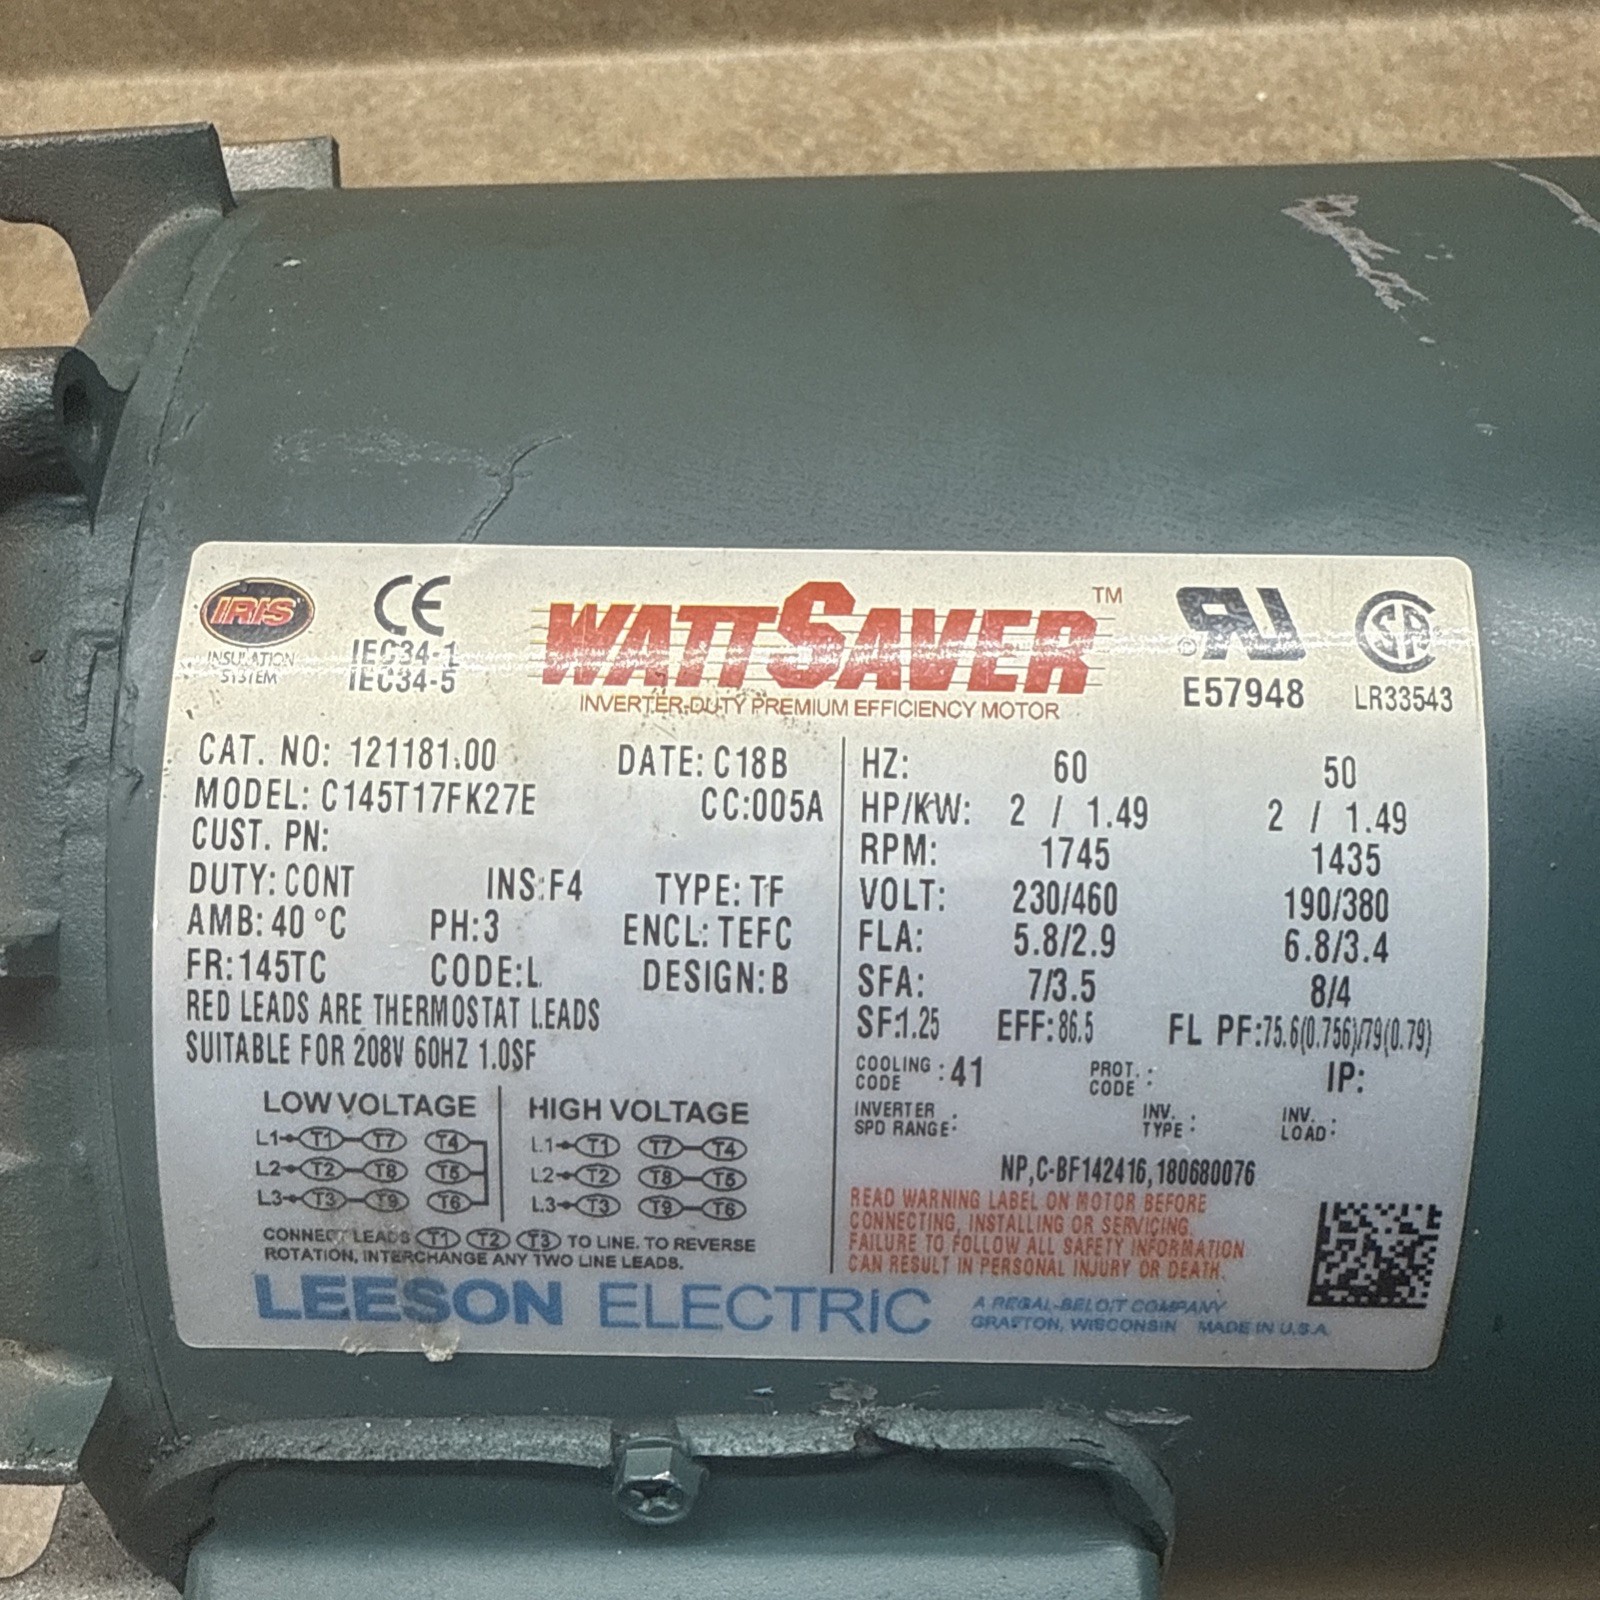 IRIS
INSULATION
SYSTEM
CE
IEC34-1
IEC34-5
WATTSAVER™
INVERTER-DUTY PREMIUM EFFICIENCY MOTOR
E57948
LR33543
CAT. NO: 121181.00 DATE: C18B
MODEL: C145T17FK27E CC:005A
CUST. PN:
DUTY: CONT INS:F4 TYPE: TF
AMB: 40 °C PH:3 ENCL: TEFC
FR:145TC CODE:L DESIGN:B
RED LEADS ARE THERMOSTAT LEADS
SUITABLE FOR 208V 60HZ 1.0SF
HZ: 60 50
HP/KW: 2 / 1.49 2 / 1.49
RPM: 1745 1435
VOLT: 230/460 190/380
FLA: 5.8/2.9 6.8/3.4
SFA: 7/3.5 8/4
SF:1.25 EFF:86.5 FL PF:75.6(0.756)/79(0.79)
COOLING CODE : 41 PROT. CODE : IP:
INVERTER SPD RANGE: INV. TYPE: INV. LOAD:
NP,C-BF142416,180680076
READ WARNING LABEL ON MOTOR BEFORE
CONNECTING, INSTALLING OR SERVICING.
FAILURE TO FOLLOW ALL SAFETY INFORMATION
CAN RESULT IN PERSONAL INJURY OR DEATH.
LOW VOLTAGE
L1 T1 T7 T4
L2 T2 T8 T5
L3 T3 T9 T6
HIGH VOLTAGE
L1 T1 T7 T4
L2 T2 T8 T5
L3 T3 T9 T6
CONNECT LEADS T1 T2 T3 TO LINE. TO REVERSE
ROTATION, INTERCHANGE ANY TWO LINE LEADS.
LEESON ELECTRIC
A REGAL-BELOIT COMPANY
GRAFTON, WISCONSIN MADE IN U.S.A.